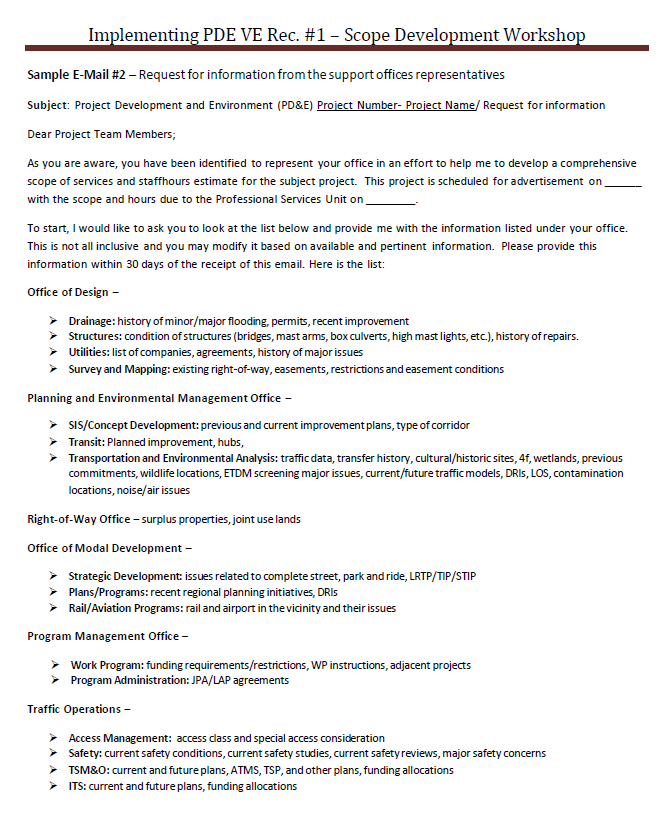 Implementing PDE VE Rec. #1 – Scope Development Workshop
Sample E-Mail #2 – Request for information from the support offices representatives
Subject: Project Development and Environment (PD&E) Project Number- Project Name/ Request for information
Dear Project Team Members;
As you are aware, you have been identified to represent your office in an effort to help me to develop a comprehensive
scope of services and staffhours estimate for the subject project. This project is scheduled for advertisement on ______
with the scope and hours due to the Professional Services Unit on ________.
To start, I would like to ask you to look at the list below and provide me with the information listed under your office.
This is not all inclusive and you may modify it based on available and pertinent information. Please provide this
information within 30 days of the receipt of this email. Here is the list:
Office of Design –
➢ Drainage: history of minor/major flooding, permits, recent improvement
➢ Structures: condition of structures (bridges, mast arms, box culverts, high mast lights, etc.), history of repairs.
➢ Utilities: list of companies, agreements, history of major issues
➢ Survey and Mapping: existing right-of-way, easements, restrictions and easement conditions
Planning and Environmental Management Office –
➢ SIS/Concept Development: previous and current improvement plans, type of corridor
➢ Transit: Planned improvement, hubs,
➢ Transportation and Environmental Analysis: traffic data, transfer history, cultural/historic sites, 4f, wetlands, previous
commitments, wildlife locations, ETDM screening major issues, current/future traffic models, DRIs, LOS, contamination
locations, noise/air issues
Right-of-Way Office – surplus properties, joint use lands
Office of Modal Development –
➢ Strategic Development: issues related to complete street, park and ride, LRTP/TIP/STIP
➢ Plans/Programs: recent regional planning initiatives, DRIs
➢ Rail/Aviation Programs: rail and airport in the vicinity and their issues
Program Management Office –
➢ Work Program: funding requirements/restrictions, WP instructions, adjacent projects
➢ Program Administration: JPA/LAP agreements
Traffic Operations –
➢ Access Management: access class and special access consideration
➢ Safety: current safety conditions, current safety studies, current safety reviews, major safety concerns
➢ TSM&O: current and future plans, ATMS, TSP, and other plans, funding allocations
➢ ITS: current and future plans, funding allocations